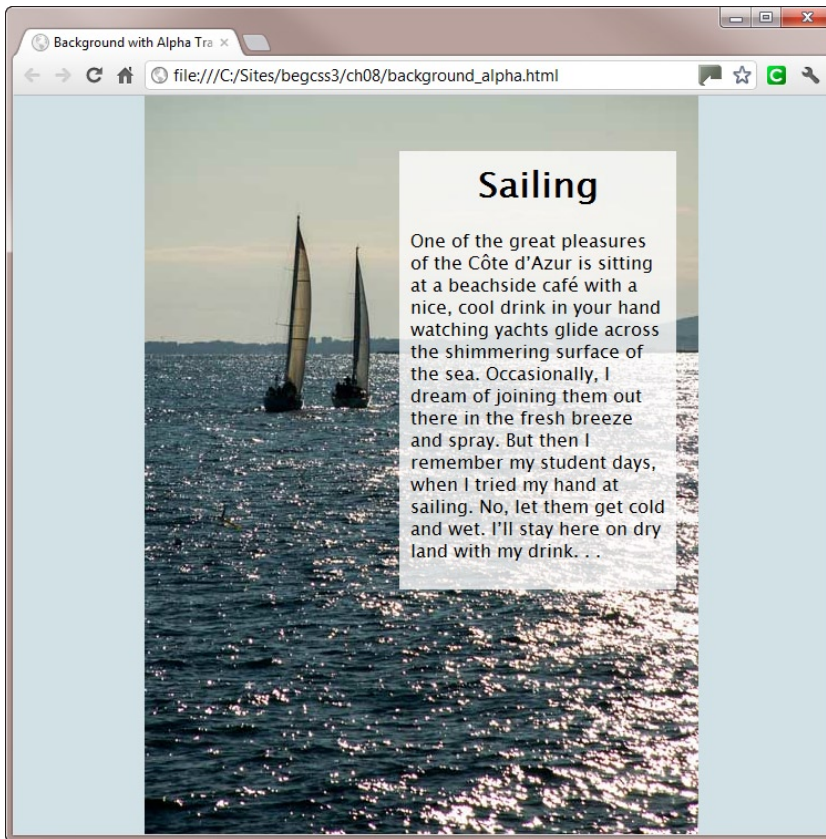 Background with Alpha Tra
file:///C:/Sites/begcss3/ch08/background_alpha.html
Sailing
One of the great pleasures
of the Côte d’Azur is sitting
at a beachside café with a
nice, cool drink in your hand
watching yachts glide across
the shimmering surface of
the sea. Occasionally, I
dream of joining them out
there in the fresh breeze
and spray. But then I
remember my student days,
when I tried my hand at
sailing. No, let them get cold
and wet. I’ll stay here on dry
land with my drink. . .